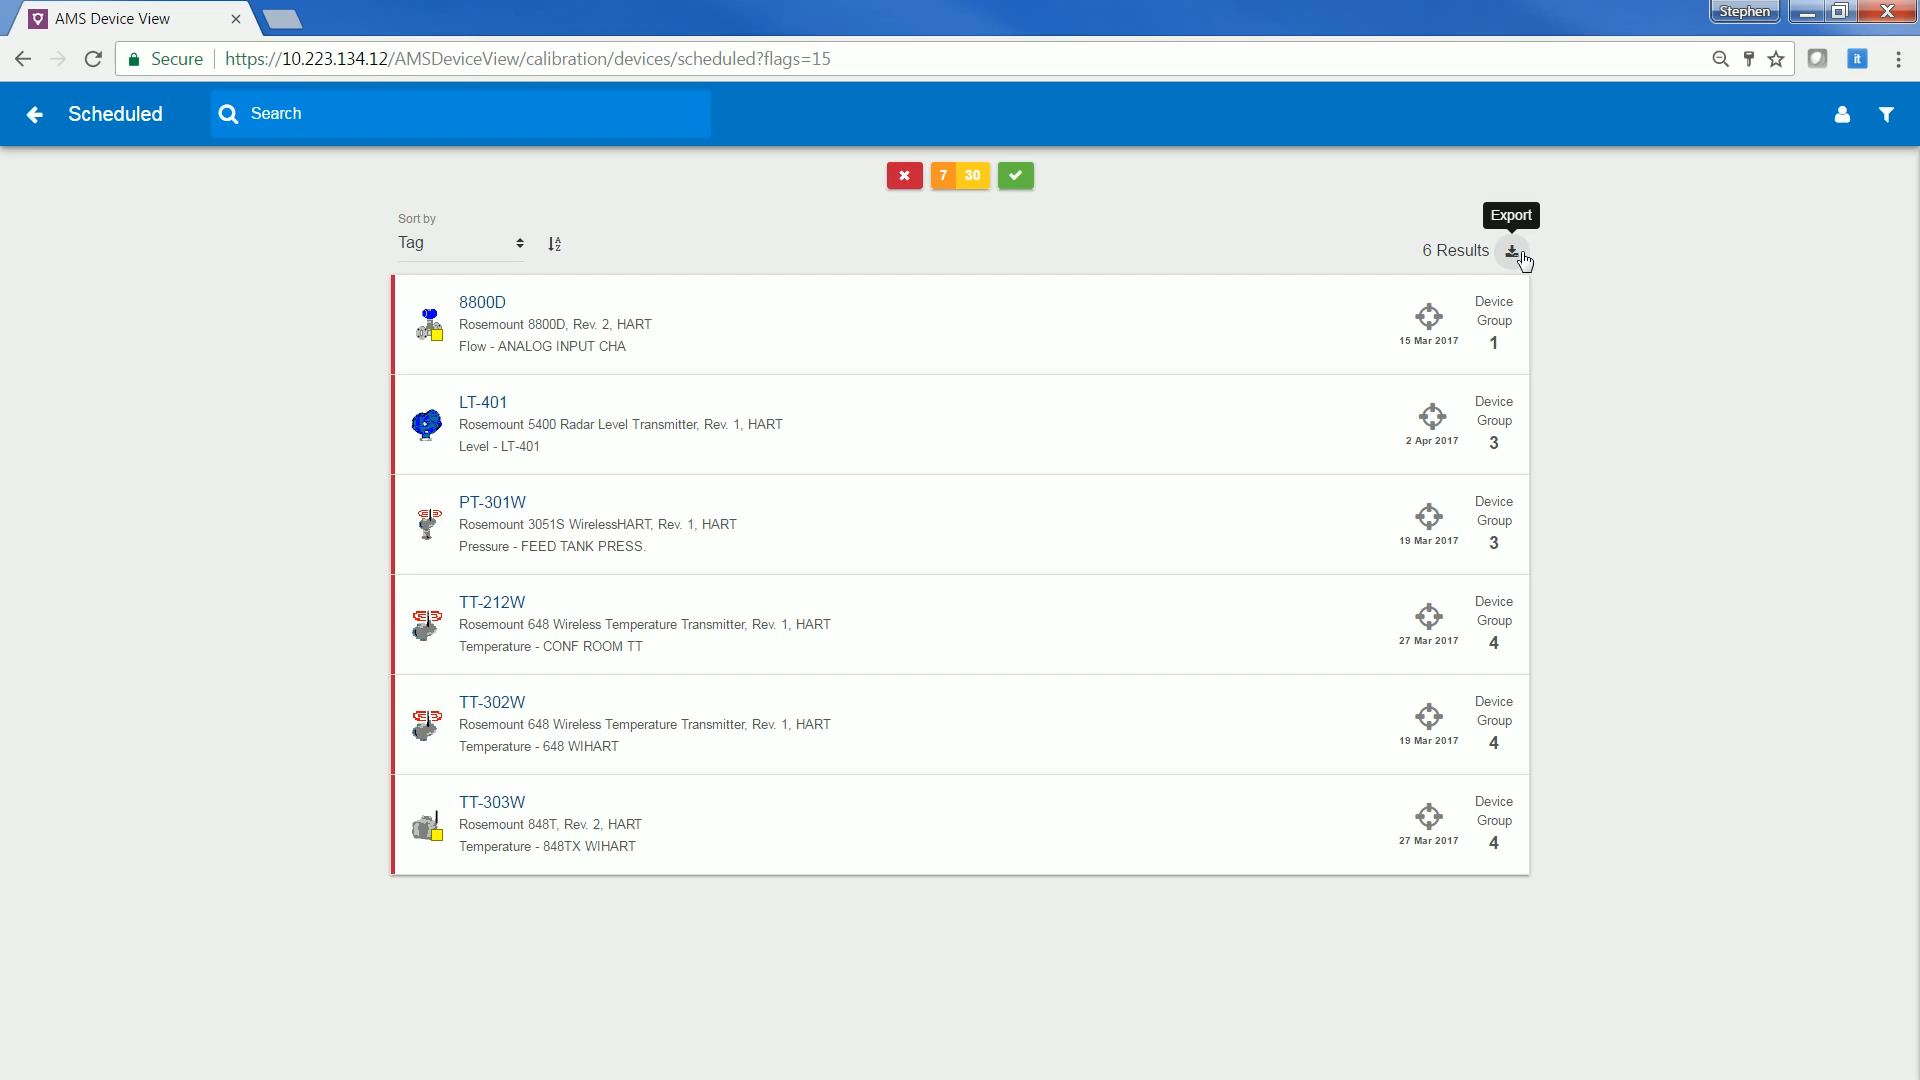 AMS Device View
Stephen
Secure
https://10.223.134.12/AMSDeviceView/calibration/devices/scheduled?flags=15
it
Scheduled
Search
7 30
Sort by
Tag
Export
6 Results
8800D
Rosemount 8800D, Rev. 2, HART
Flow - ANALOG INPUT CHA
15 Mar 2017
Device
Group
1
LT-401
Rosemount 5400 Radar Level Transmitter, Rev. 1, HART
Level - LT-401
2 Apr 2017
Device
Group
3
PT-301W
Rosemount 3051S WirelessHART, Rev. 1, HART
Pressure - FEED TANK PRESS.
19 Mar 2017
Device
Group
3
TT-212W
Rosemount 648 Wireless Temperature Transmitter, Rev. 1, HART
Temperature - CONF ROOM TT
27 Mar 2017
Device
Group
4
TT-302W
Rosemount 648 Wireless Temperature Transmitter, Rev. 1, HART
Temperature - 648 WIHART
19 Mar 2017
Device
Group
4
TT-303W
Rosemount 848T, Rev. 2, HART
Temperature - 848TX WIHART
27 Mar 2017
Device
Group
4